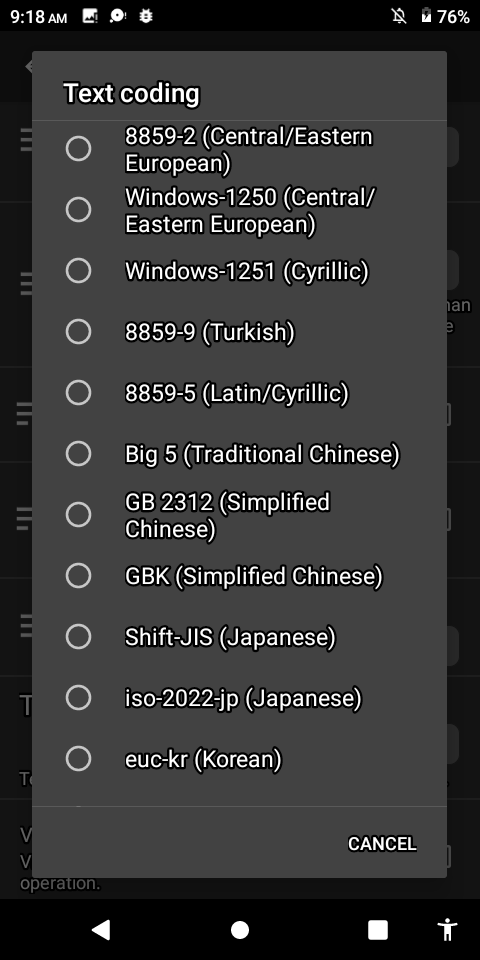 9:18 AM
76%
Text coding
8859-2 (Central/Eastern
European)
Windows-1250 (Central/
Eastern European)
Windows-1251 (Cyrillic)
8859-9 (Turkish)
8859-5 (Latin/Cyrillic)
Big 5 (Traditional Chinese)
GB 2312 (Simplified
Chinese)
GBK (Simplified Chinese)
Shift-JIS (Japanese)
iso-2022-jp (Japanese)
euc-kr (Korean)
CANCEL
operation.